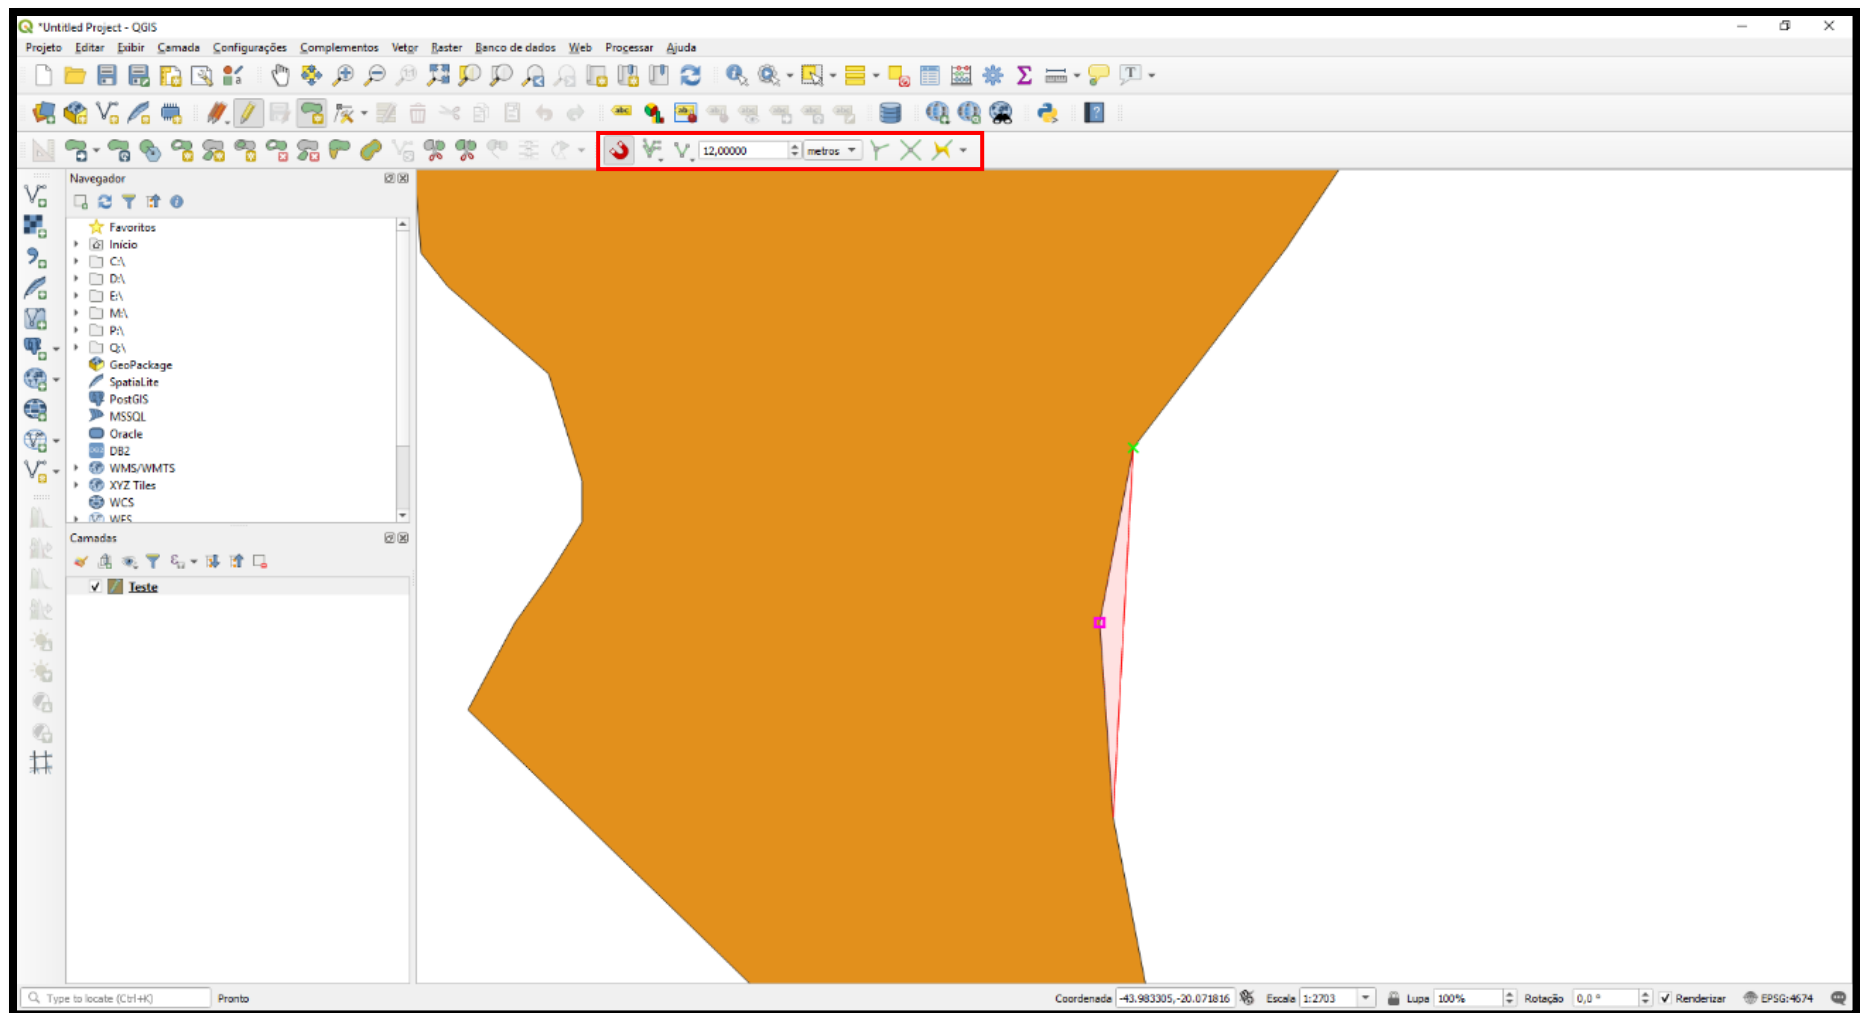 *Untitled Project - QGIS
Projeto Editar Exibir Camada Configurações Complementos Vetor Raster Banco de dados Web Processar Ajuda
12,00000 metros
Navegador
Favoritos
Início
C:\
D:\
E:\
M:\
P:\
Q:\
GeoPackage
SpatiaLite
PostGIS
MSSQL
Oracle
DB2
WMS/WMTS
XYZ Tiles
WCS
WFS
Camadas
Teste
Type to locate (Ctrl+K) Pronto Coordenada -43.983305,-20.071816 Escala 1:2703 Lupa 100% Rotação 0,0 ° Renderizar EPSG:4674